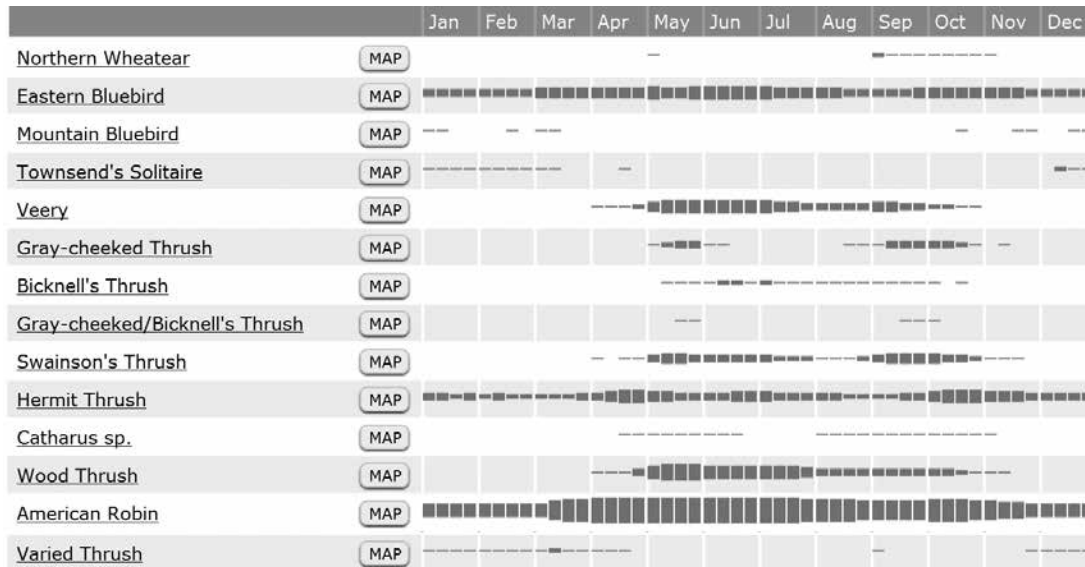 Jan Feb Mar Apr May Jun Jul Aug Sep Oct Nov Dec
Northern Wheatear MAP
Eastern Bluebird MAP
Mountain Bluebird MAP
Townsend's Solitaire MAP
Veery MAP
Gray-cheeked Thrush MAP
Bicknell's Thrush MAP
Gray-cheeked/Bicknell's Thrush MAP
Swainson's Thrush MAP
Hermit Thrush MAP
Catharus sp. MAP
Wood Thrush MAP
American Robin MAP
Varied Thrush MAP